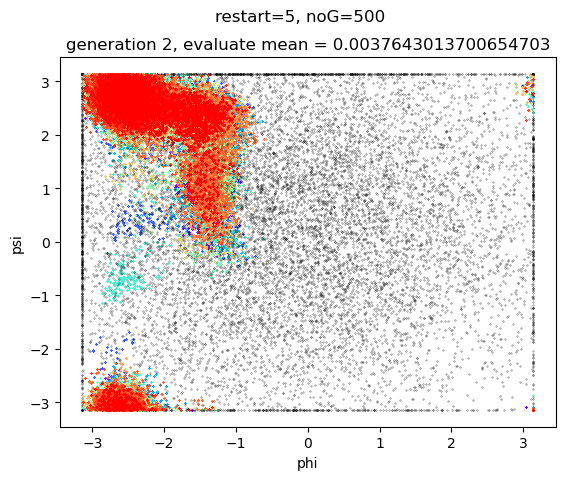 restart=5, noG=500
generation 2, evaluate mean = 0.0037643013700654703
3
2
1
0
−1
−2
−3
psi
−3 −2 −1 0 1 2 3
phi